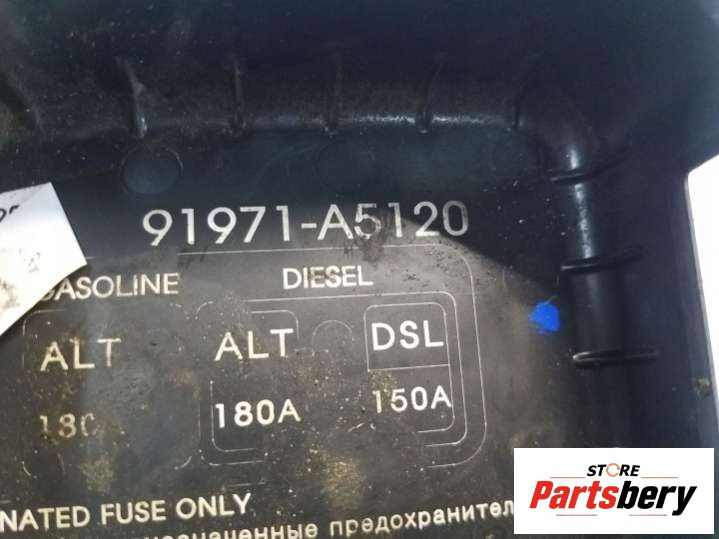 91971-A5120
GASOLINE DIESEL
ALT ALT DSL
180A 150A
NATED FUSE ONLY
предохранител
STORE
Partsbery